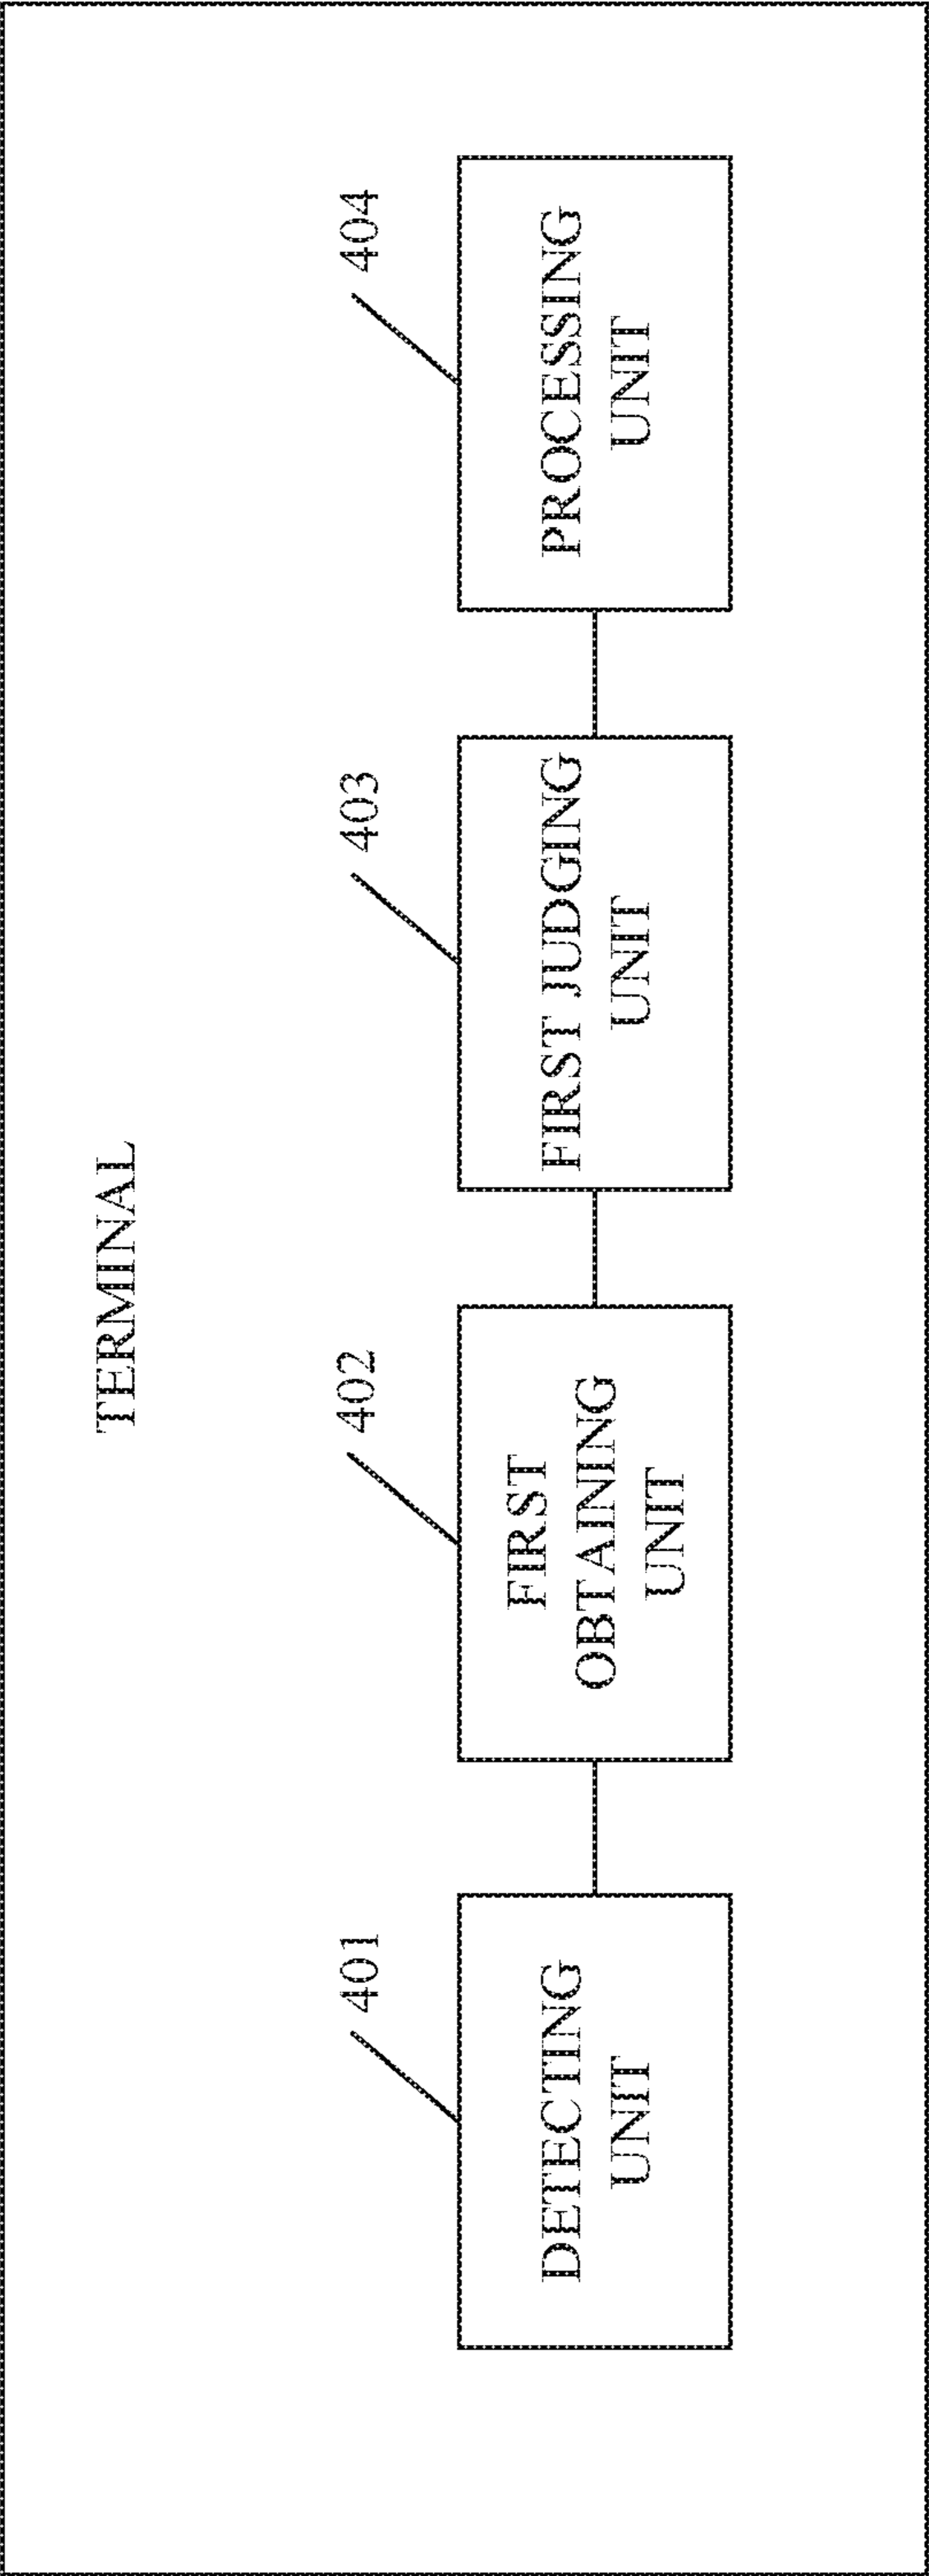 TERMINAL
401
402
403
404
DETECTING
UNIT
FIRST
OBTAINING
UNIT
FIRST JUDGING
UNIT
PROCESSING
UNIT